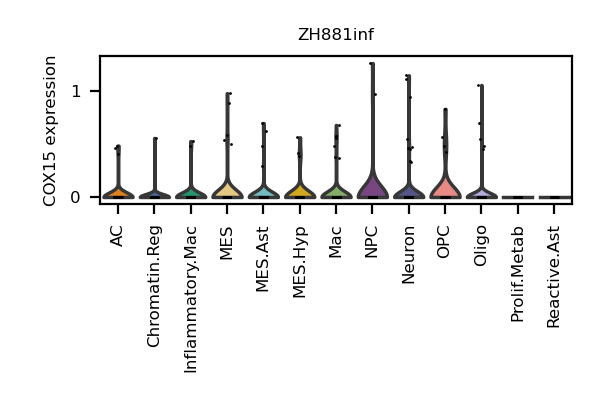 ZH881inf
COX15 expression
1
0
AC
Chromatin.Reg
Inflammatory.Mac
MES
MES.Ast
MES.Hyp
Mac
NPC
Neuron
OPC
Oligo
Prolif.Metab
Reactive.Ast